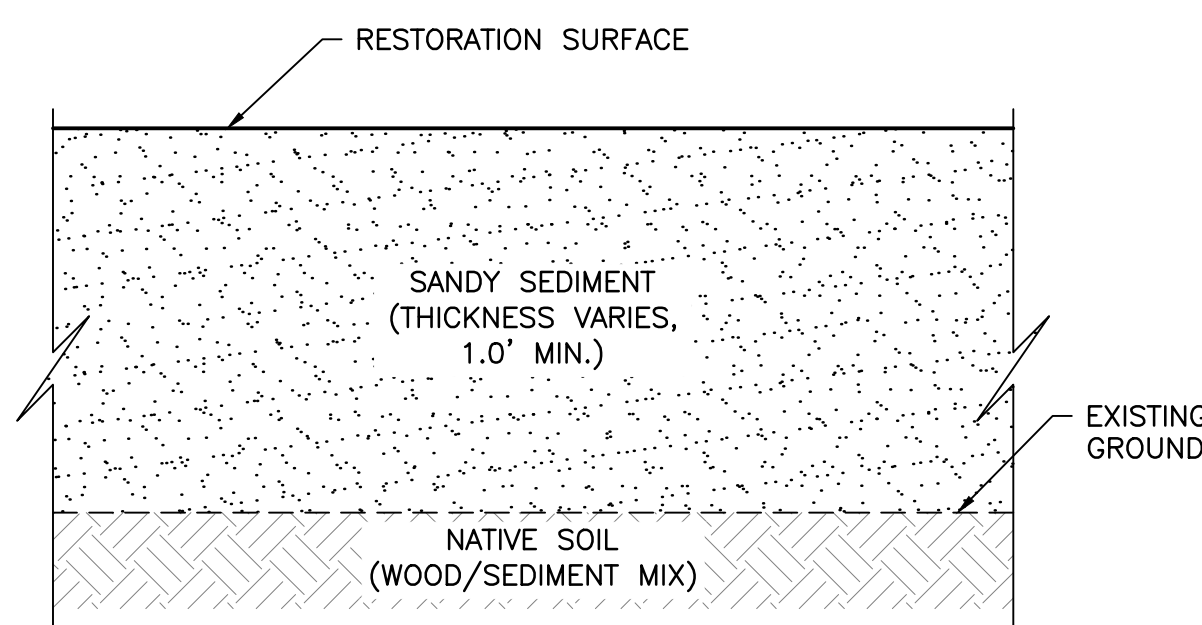 RESTORATION SURFACE
SANDY SEDIMENT
(THICKNESS VARIES,
1.0' MIN.)
EXISTING
GROUND
NATIVE SOIL
(WOOD/SEDIMENT MIX)